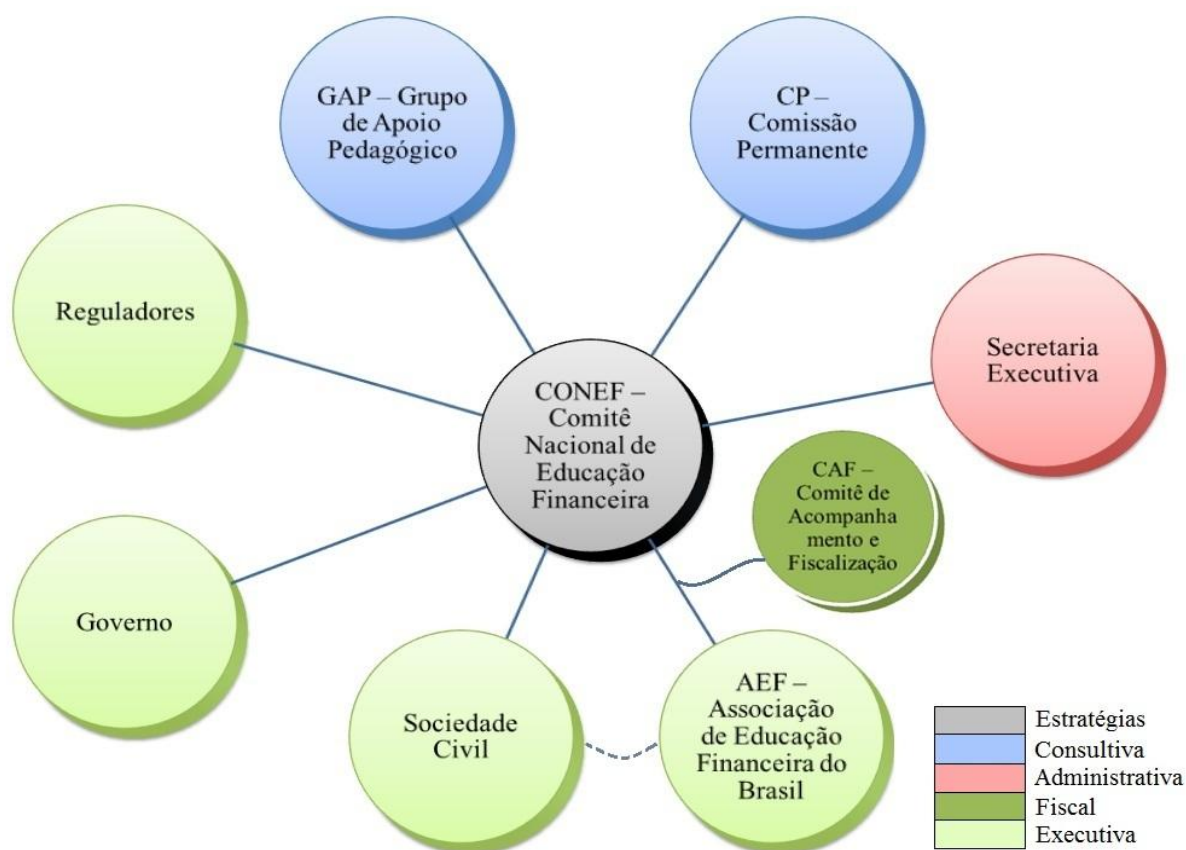 GAP – Grupo
de Apoio
Pedagógico
CP –
Comissão
Permanente
Reguladores
Secretaria
Executiva
CONEF –
Comitê
Nacional de
Educação
Financeira
CAF –
Comitê de
Acompanha
mento e
Fiscalização
Governo
Sociedade
Civil
AEF –
Associação
de Educação
Financeira do
Brasil
Estratégias
Consultiva
Administrativa
Fiscal
Executiva